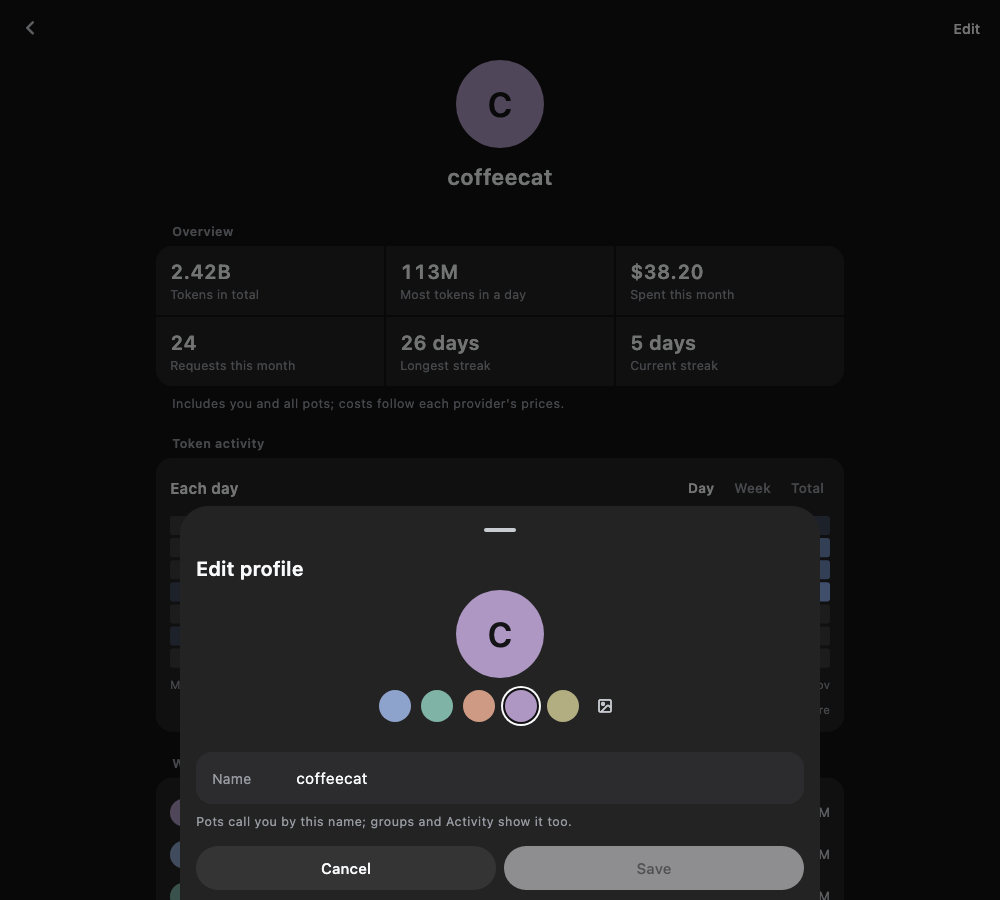 Edit
C
coffeecat
Overview
2.42B
Tokens in total
113M
Most tokens in a day
$38.20
Spent this month
24
Requests this month
26 days
Longest streak
5 days
Current streak
Includes you and all pots; costs follow each provider's prices.
Token activity
Each day
Day Week Total
Edit profile
C
Name coffeecat
Pots call you by this name; groups and Activity show it too.
Cancel
Save